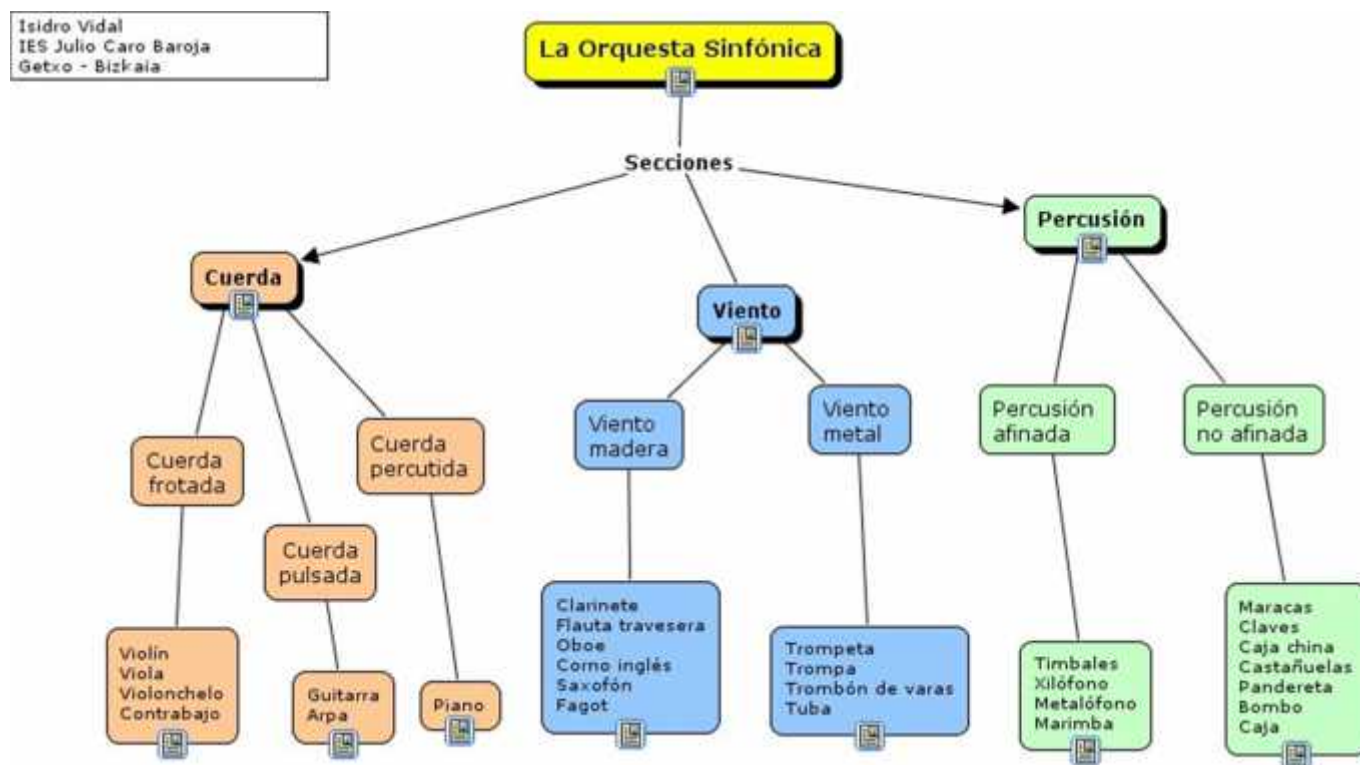 Isidro Vidal
IES Julio Caro Baroja
Getxo - Bizkaia
La Orquesta Sinfónica
Secciones
Cuerda
Viento
Percusión
Cuerda
frotada
Cuerda
pulsada
Cuerda
percutida
Viento
madera
Viento
metal
Percusión
afinada
Percusión
no afinada
Violín
Viola
Violonchelo
Contrabajo
Guitarra
Arpa
Piano
Clarinete
Flauta travesera
Oboe
Corno inglés
Saxofón
Fagot
Trompeta
Trompa
Trombón de varas
Tuba
Timbales
Xilófono
Metalófono
Marimba
Maracas
Claves
Caja china
Castañuelas
Pandereta
Bombo
Caja